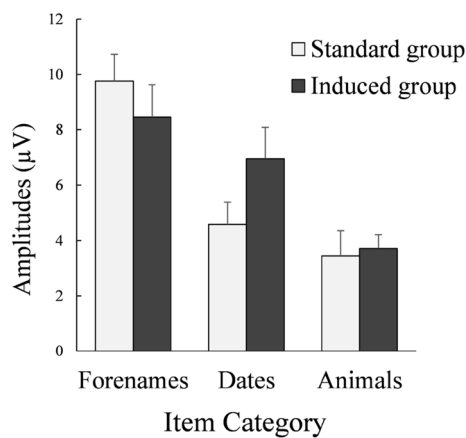 12
10
8
6
4
2
0
Amplitudes (µV)
Standard group
Induced group
Forenames Dates Animals
Item Category